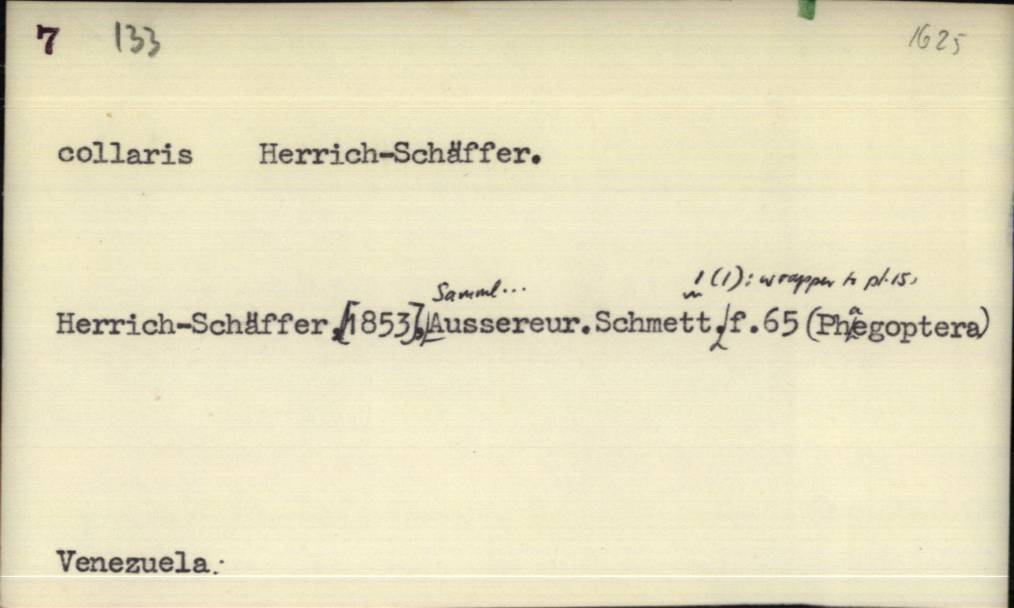 7 133 1625
collaris Herrich-Schäffer.
Samml... 1 (1): wrapper to pl. 15,
Herrich-Schäffer, [1853], Aussereur. Schmett., f. 65 (Phêgoptera)
Venezuela.